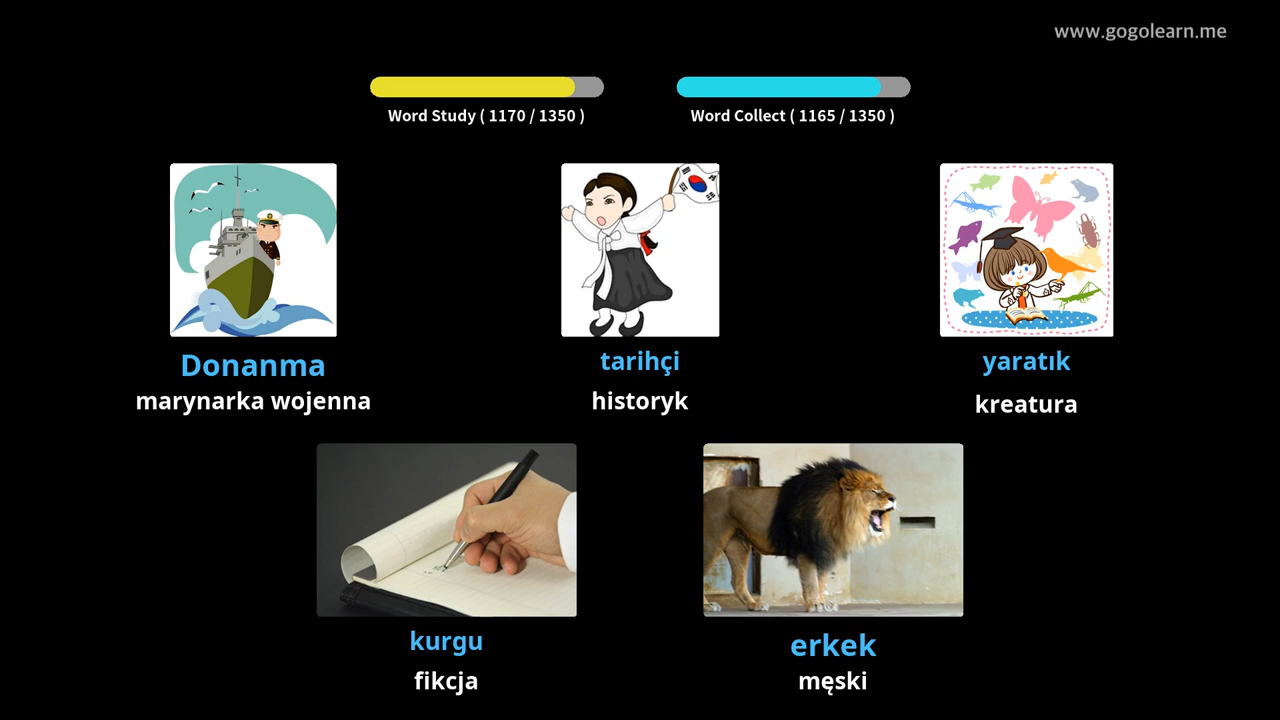 www.gogolearn.me
Word Study ( 1170 / 1350 )
Word Collect ( 1165 / 1350 )
Donanma
marynarka wojenna
tarihçi
historyk
yaratık
kreatura
kurgu
fikcja
erkek
męski